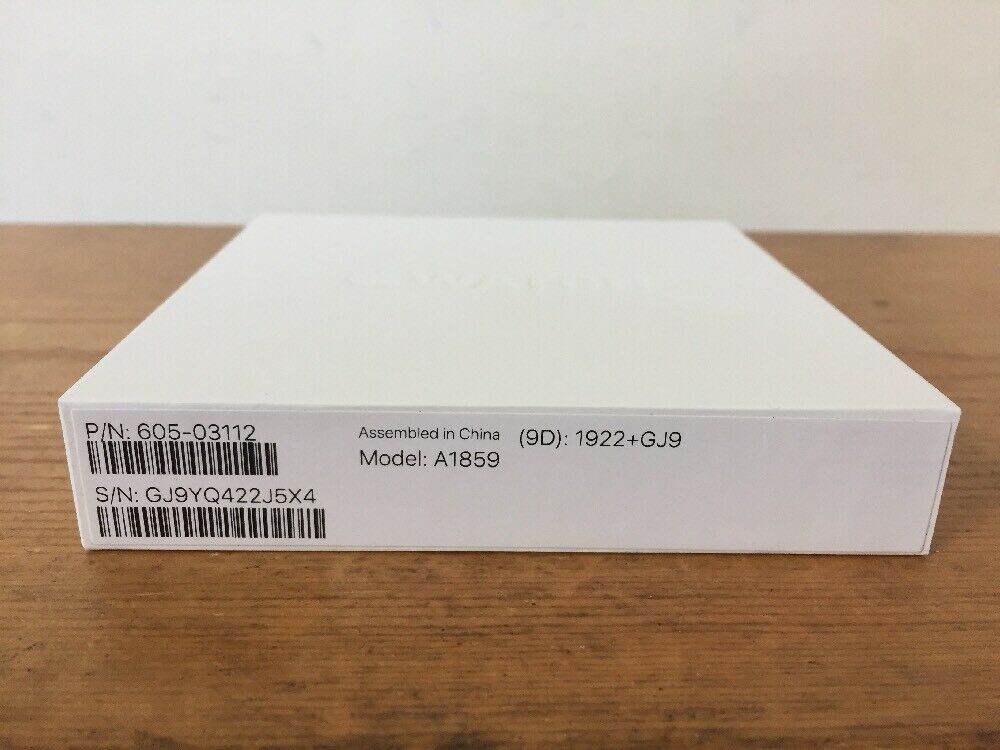 P/N: 605-03112
S/N: GJ9YQ422J5X4
Assembled in China
Model: A1859
(9D): 1922+GJ9